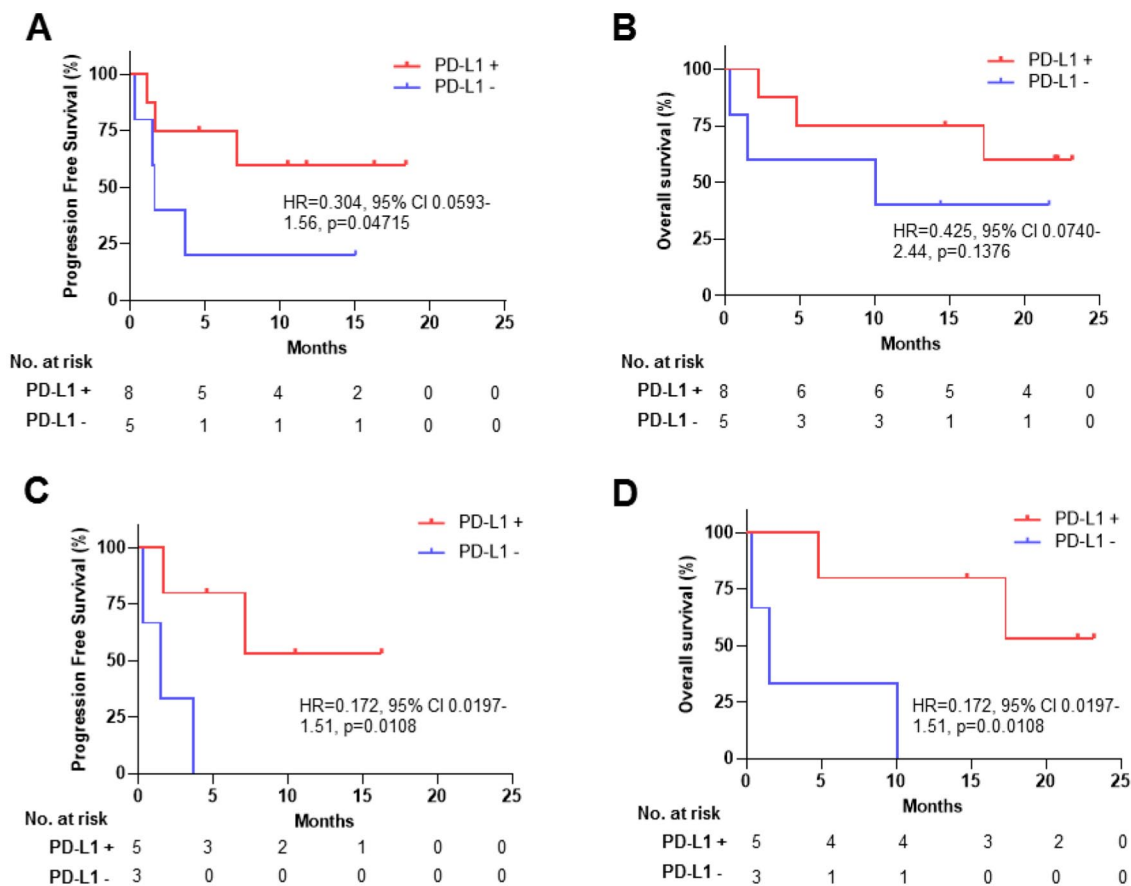 A
Progression Free Survival (%)
PD-L1 +
PD-L1 -
100
75
50
25
0
HR=0.304, 95% CI 0.0593-
1.56, p=0.04715
0 5 10 15 20 25
Months
No. at risk
PD-L1 + 8 5 4 2 0 0
PD-L1 - 5 1 1 1 0 0
B
Overall survival (%)
PD-L1 +
PD-L1 -
100
75
50
25
0
HR=0.425, 95% CI 0.0740-
2.44, p=0.1376
0 5 10 15 20 25
Months
No. at risk
PD-L1 + 8 6 6 5 4 0
PD-L1 - 5 3 3 1 1 0
C
Progression Free Survival (%)
PD-L1 +
PD-L1 -
100
75
50
25
0
HR=0.172, 95% CI 0.0197-
1.51, p=0.0108
0 5 10 15 20 25
Months
No. at risk
PD-L1 + 5 3 2 1 0 0
PD-L1 - 3 0 0 0 0 0
D
Overall survival (%)
PD-L1 +
PD-L1 -
100
75
50
25
0
HR=0.172, 95% CI 0.0197-
1.51, p=0.0.0108
0 5 10 15 20 25
Months
No. at risk
PD-L1 + 5 4 4 3 2 0
PD-L1 - 3 1 1 0 0 0